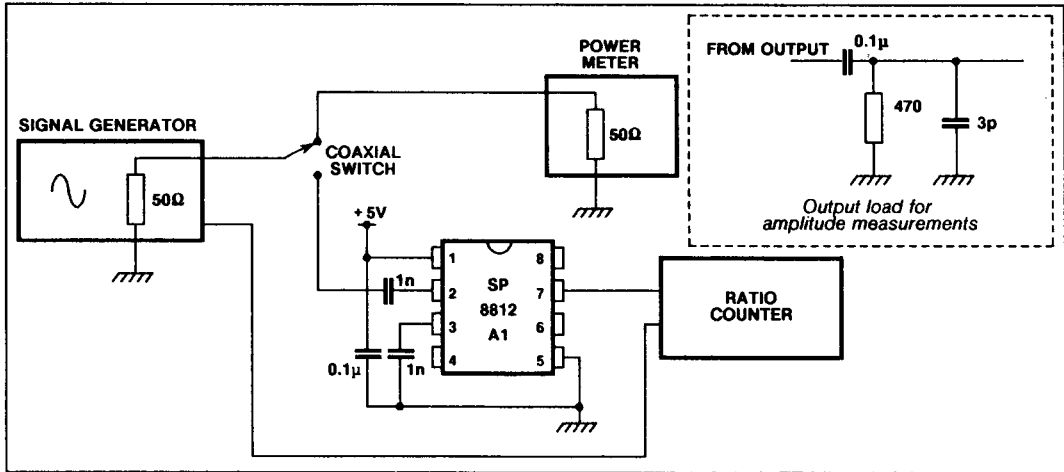 SIGNAL GENERATOR
50Ω
COAXIAL
SWITCH
POWER
METER
50Ω
FROM OUTPUT
0.1μ
470
3p
Output load for
amplitude measurements
+5V
1n
0.1μ
1n
1
2
3
4
SP
8812
A1
8
7
6
5
RATIO
COUNTER